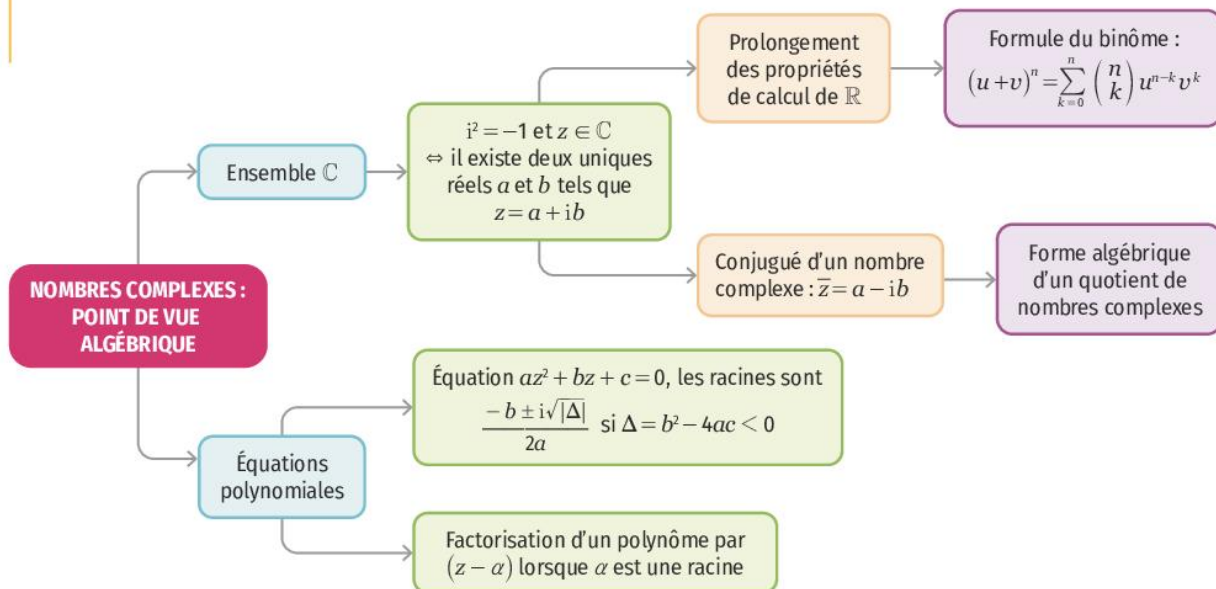 NOMBRES COMPLEXES :
POINT DE VUE
ALGÉBRIQUE
Ensemble ℂ
i² = −1 et z ∈ ℂ
⇔ il existe deux uniques
réels a et b tels que
z = a + ib
Prolongement
des propriétés
de calcul de ℝ
Formule du binôme :
(u + v)ⁿ = ∑ₖ₌₀ⁿ (n k) uⁿ⁻ᵏ vᵏ
Conjugué d’un nombre
complexe : z̅ = a − ib
Forme algébrique
d’un quotient de
nombres complexes
Équations
polynomiales
Équation az² + bz + c = 0, les racines sont
(−b ± i√|Δ|)/2a si Δ = b² − 4ac < 0
Factorisation d’un polynôme par
(z − α) lorsque α est une racine